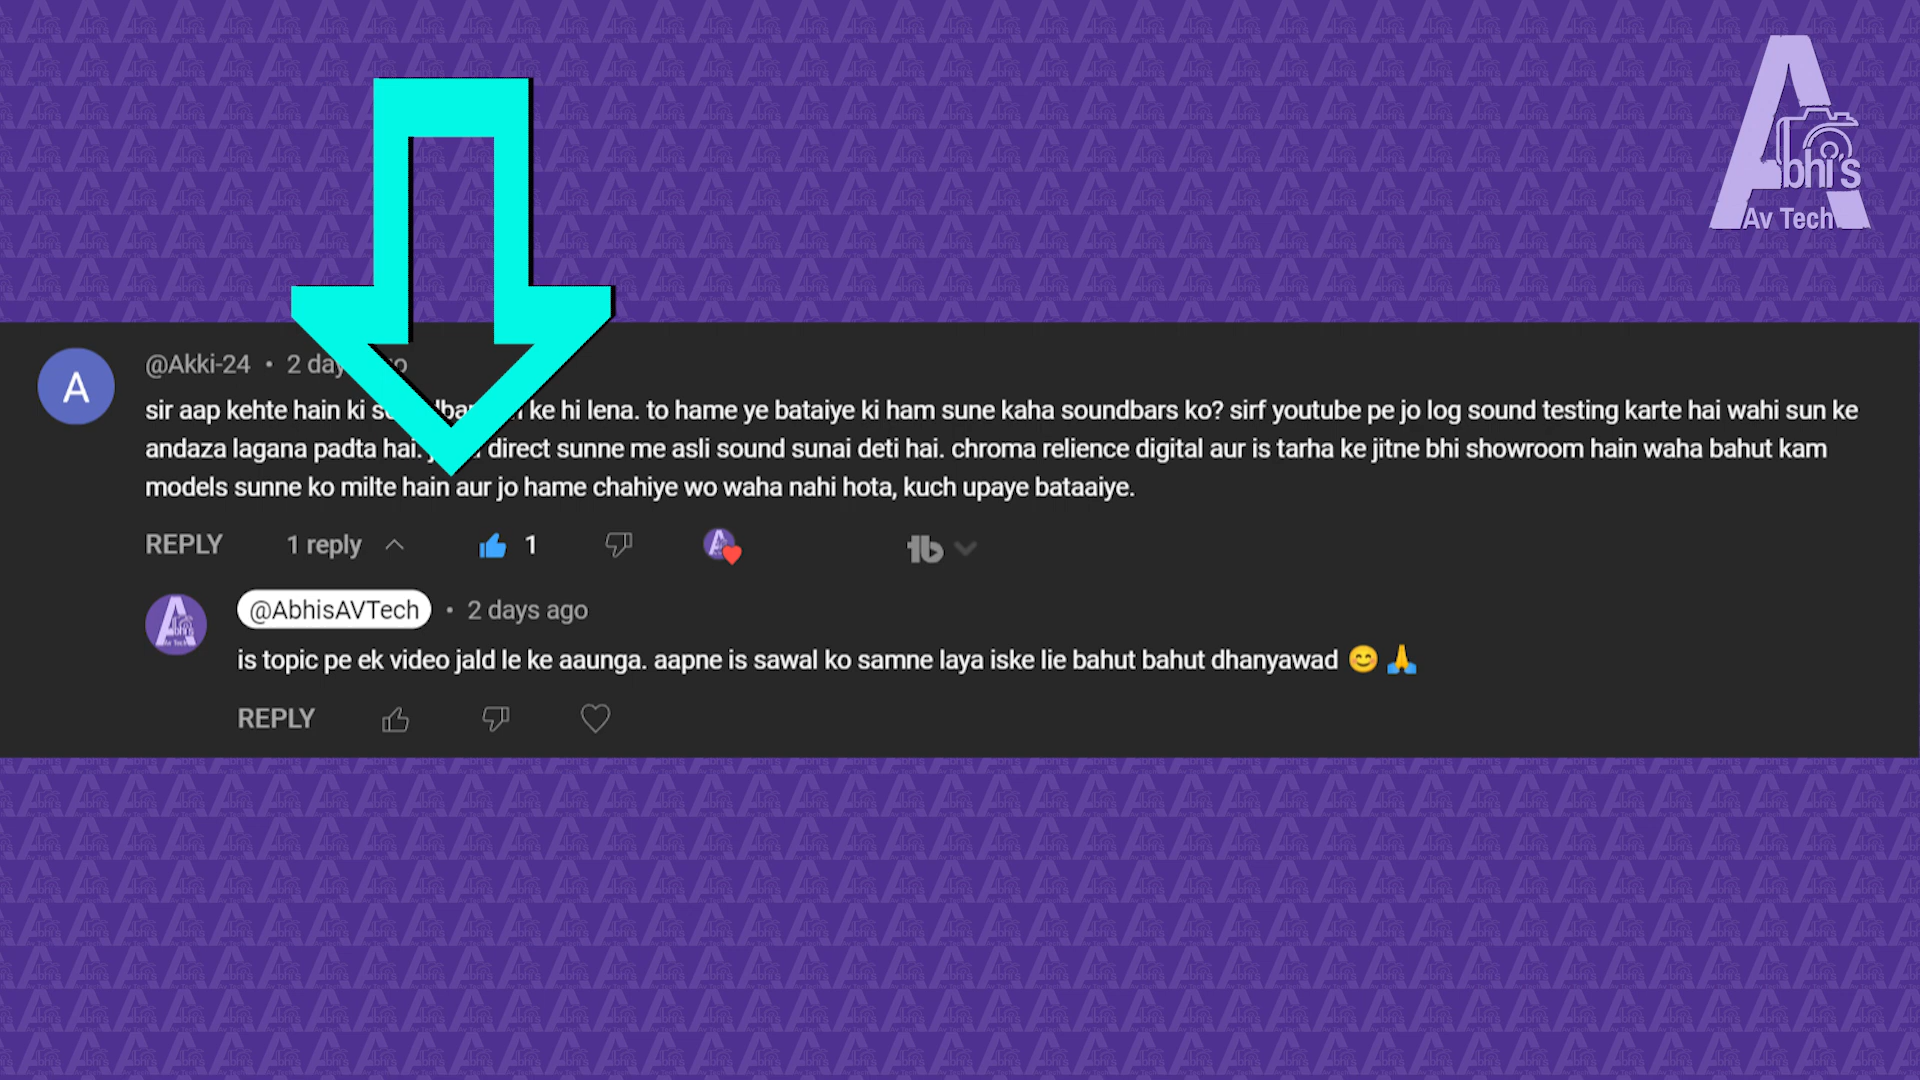 Abhi's
Av Tech
A
@Akki-24 • 2
sir aap kehte hain ki ke hi lena. to hame ye bataiye ki ham sune kaha soundbars ko? sirf youtube pe jo log sound testing karte hai wahi sun ke
andaza lagana padta hai. direct sunne me asli sound sunai deti hai. chroma relience digital aur is tarha ke jitne bhi showroom hain waha bahut kam
models sunne ko milte hain aur jo hame chahiye wo waha nahi hota, kuch upaye bataaiye.
REPLY 1 reply 1
@AbhisAVTech • 2 days ago
is topic pe ek video jald le ke aaunga. aapne is sawal ko samne laya iske lie bahut bahut dhanyawad 😊 🙏
REPLY